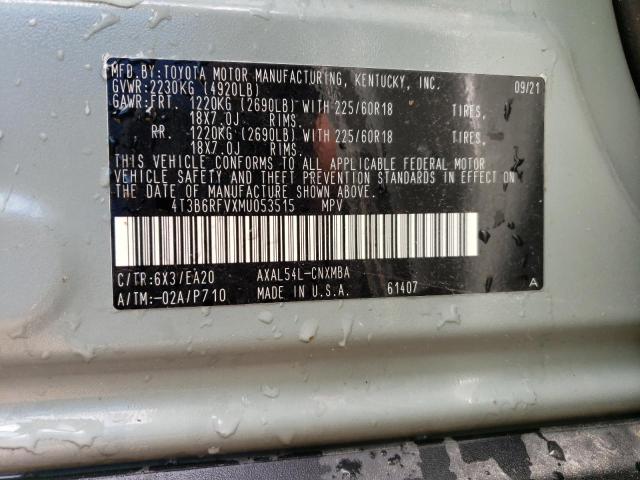 MFD.BY:TOYOTA MOTOR MANUFACTURING, KENTUCKY, INC.
GVWR:2230KG (4920LB) 09/21
GAWR:FRT. 1220KG (2690LB) WITH 225/60R18 TIRES,
18X7.0J RIMS,
RR. 1220KG (2690LB) WITH 225/60R18 TIRES,
18X7.0J RIMS.
THIS VEHICLE CONFORMS TO ALL APPLICABLE FEDERAL MOTOR
VEHICLE SAFETY AND THEFT PREVENTION STANDARDS IN EFFECT ON
THE DATE OF MANUFACTURE SHOWN ABOVE.
4T3B6RFVXMU053515 MPV
C/TR:6X3/EA20 AXAL54L-CNXMBA
A/TM:-02A/P710 MADE IN U.S.A. 61407 A